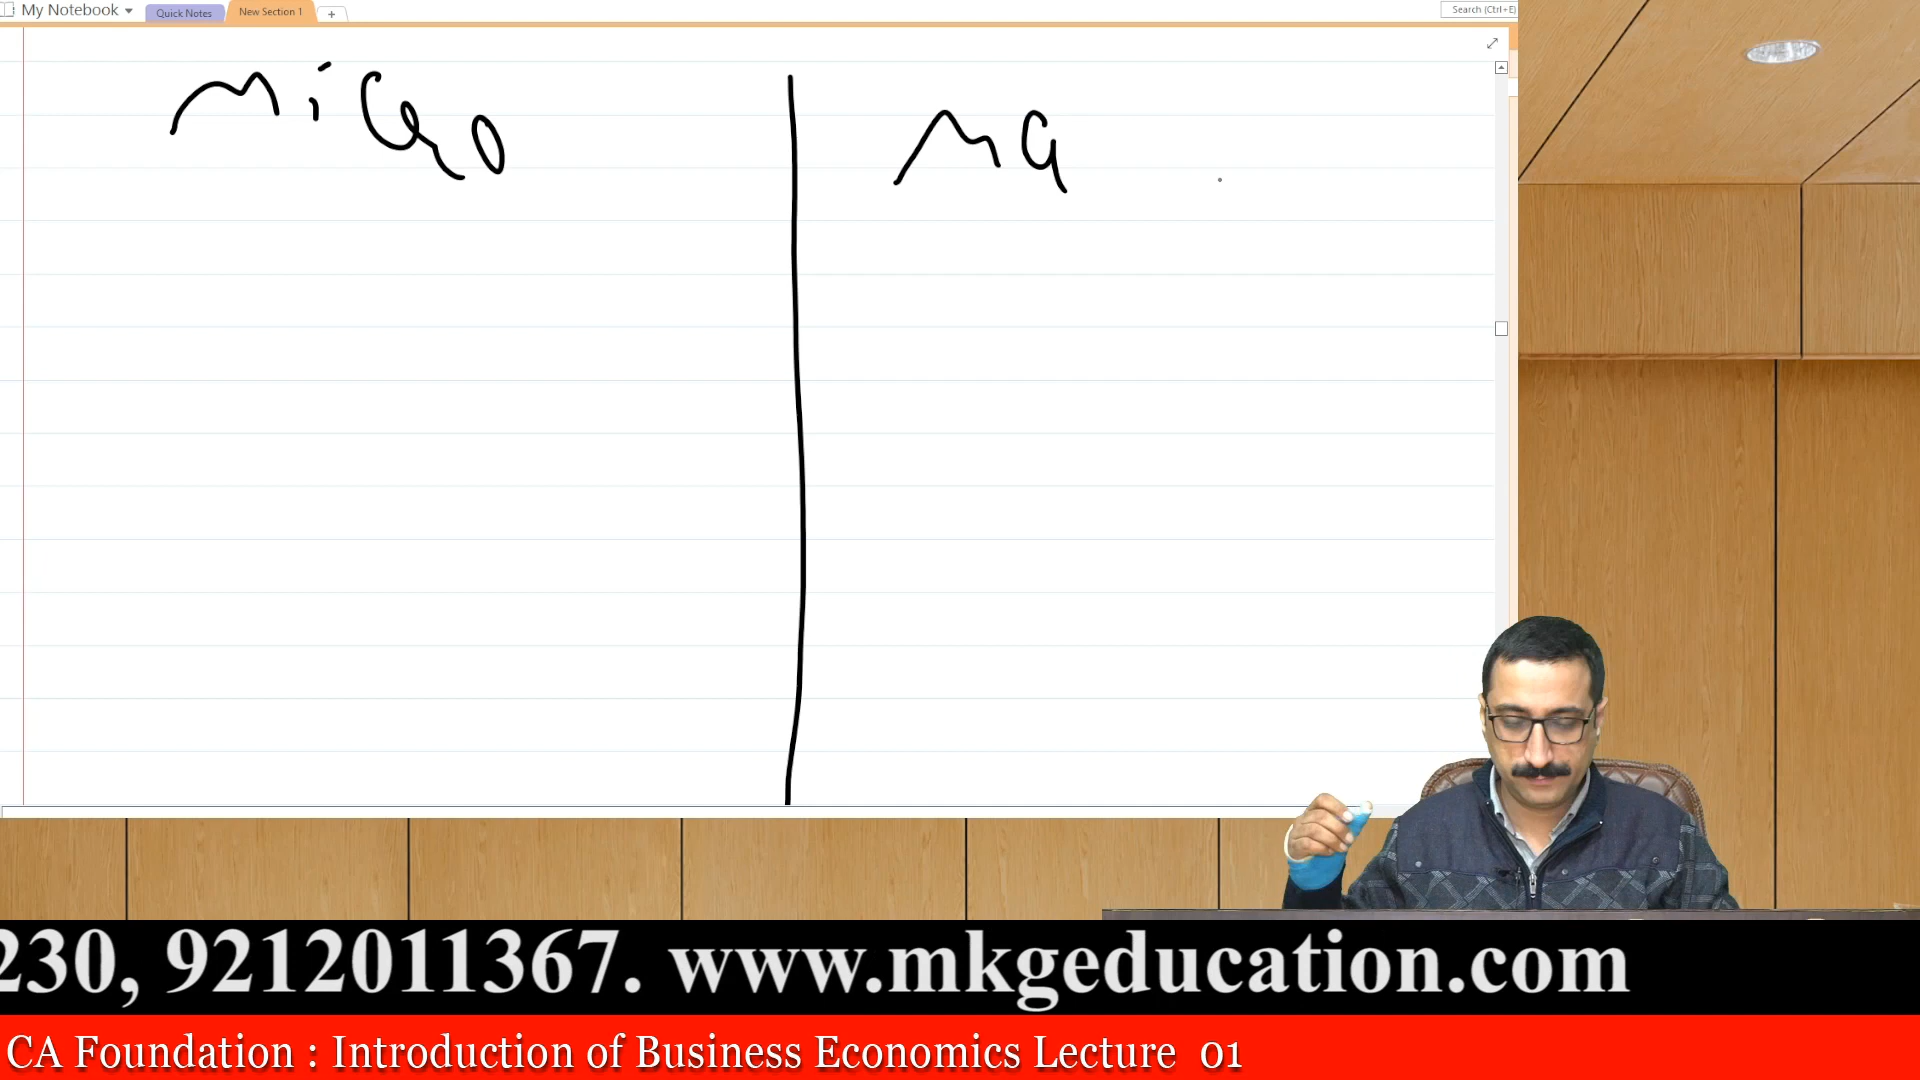 My Notebook
Quick Notes
New Section 1
+
Search (Ctrl+E)
Micro
Ma
230, 9212011367. www.mkgeducation.com
CA Foundation : Introduction of Business Economics Lecture 01